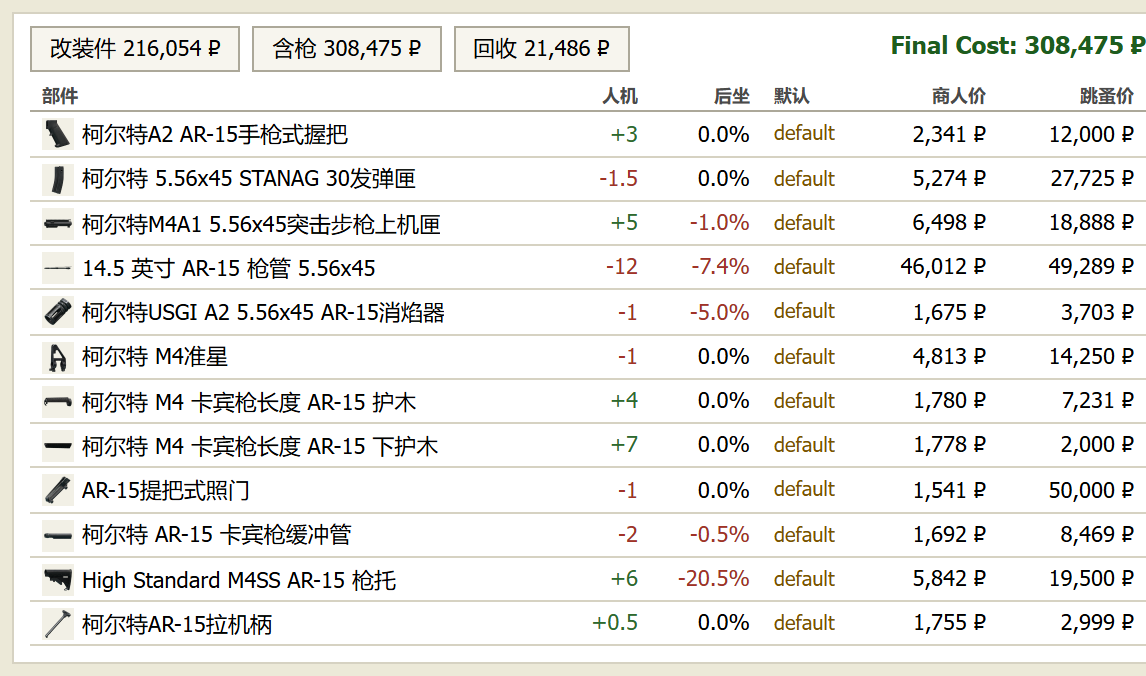 改装件 216,054 ₽ 含枪 308,475 ₽ 回收 21,486 ₽ Final Cost: 308,475 ₽
部件 人机 后坐 默认 商人价 跳蚤价
柯尔特A2 AR-15手枪式握把 +3 0.0% default 2,341 ₽ 12,000 ₽
柯尔特 5.56x45 STANAG 30发弹匣 -1.5 0.0% default 5,274 ₽ 27,725 ₽
柯尔特M4A1 5.56x45突击步枪上机匣 +5 -1.0% default 6,498 ₽ 18,888 ₽
14.5 英寸 AR-15 枪管 5.56x45 -12 -7.4% default 46,012 ₽ 49,289 ₽
柯尔特USGI A2 5.56x45 AR-15消焰器 -1 -5.0% default 1,675 ₽ 3,703 ₽
柯尔特 M4准星 -1 0.0% default 4,813 ₽ 14,250 ₽
柯尔特 M4 卡宾枪长度 AR-15 护木 +4 0.0% default 1,780 ₽ 7,231 ₽
柯尔特 M4 卡宾枪长度 AR-15 下护木 +7 0.0% default 1,778 ₽ 2,000 ₽
AR-15提把式照门 -1 0.0% default 1,541 ₽ 50,000 ₽
柯尔特 AR-15 卡宾枪缓冲管 -2 -0.5% default 1,692 ₽ 8,469 ₽
High Standard M4SS AR-15 枪托 +6 -20.5% default 5,842 ₽ 19,500 ₽
柯尔特AR-15拉机柄 +0.5 0.0% default 1,755 ₽ 2,999 ₽